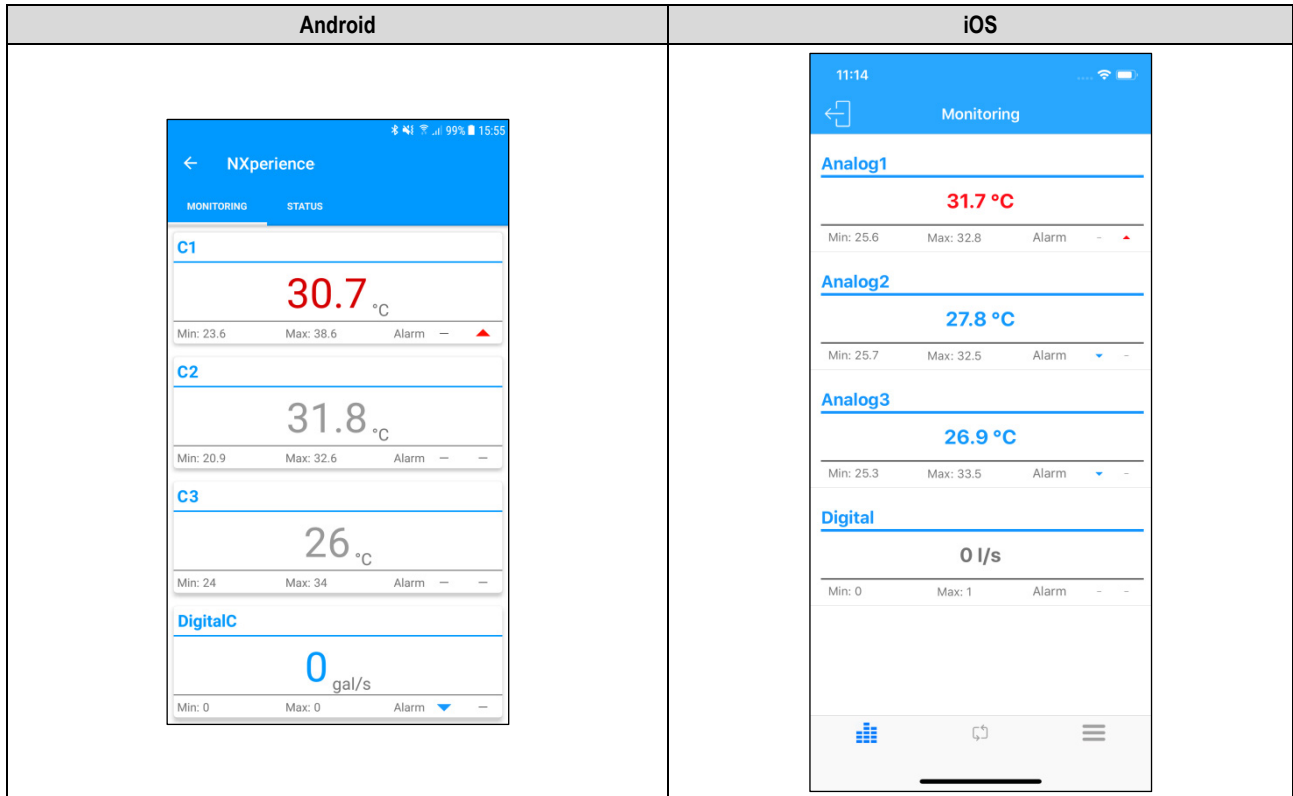 Android
iOS
99% 15:55
NXperience
MONITORING STATUS
C1
30.7 °C
Min: 23.6 Max: 38.6 Alarm –
C2
31.8 °C
Min: 20.9 Max: 32.6 Alarm – –
C3
26 °C
Min: 24 Max: 34 Alarm – –
DigitalC
0 gal/s
Min: 0 Max: 0 Alarm –
11:14
Monitoring
Analog1
31.7 °C
Min: 25.6 Max: 32.8 Alarm -
Analog2
27.8 °C
Min: 25.7 Max: 32.5 Alarm -
Analog3
26.9 °C
Min: 25.3 Max: 33.5 Alarm -
Digital
0 l/s
Min: 0 Max: 1 Alarm - -